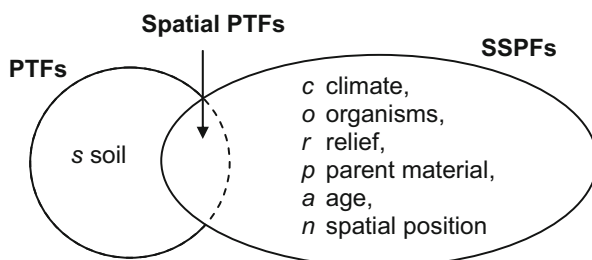 Spatial PTFs
SSPFs
PTFs
c climate,
o organisms,
r relief,
p parent material,
a age,
n spatial position
s soil